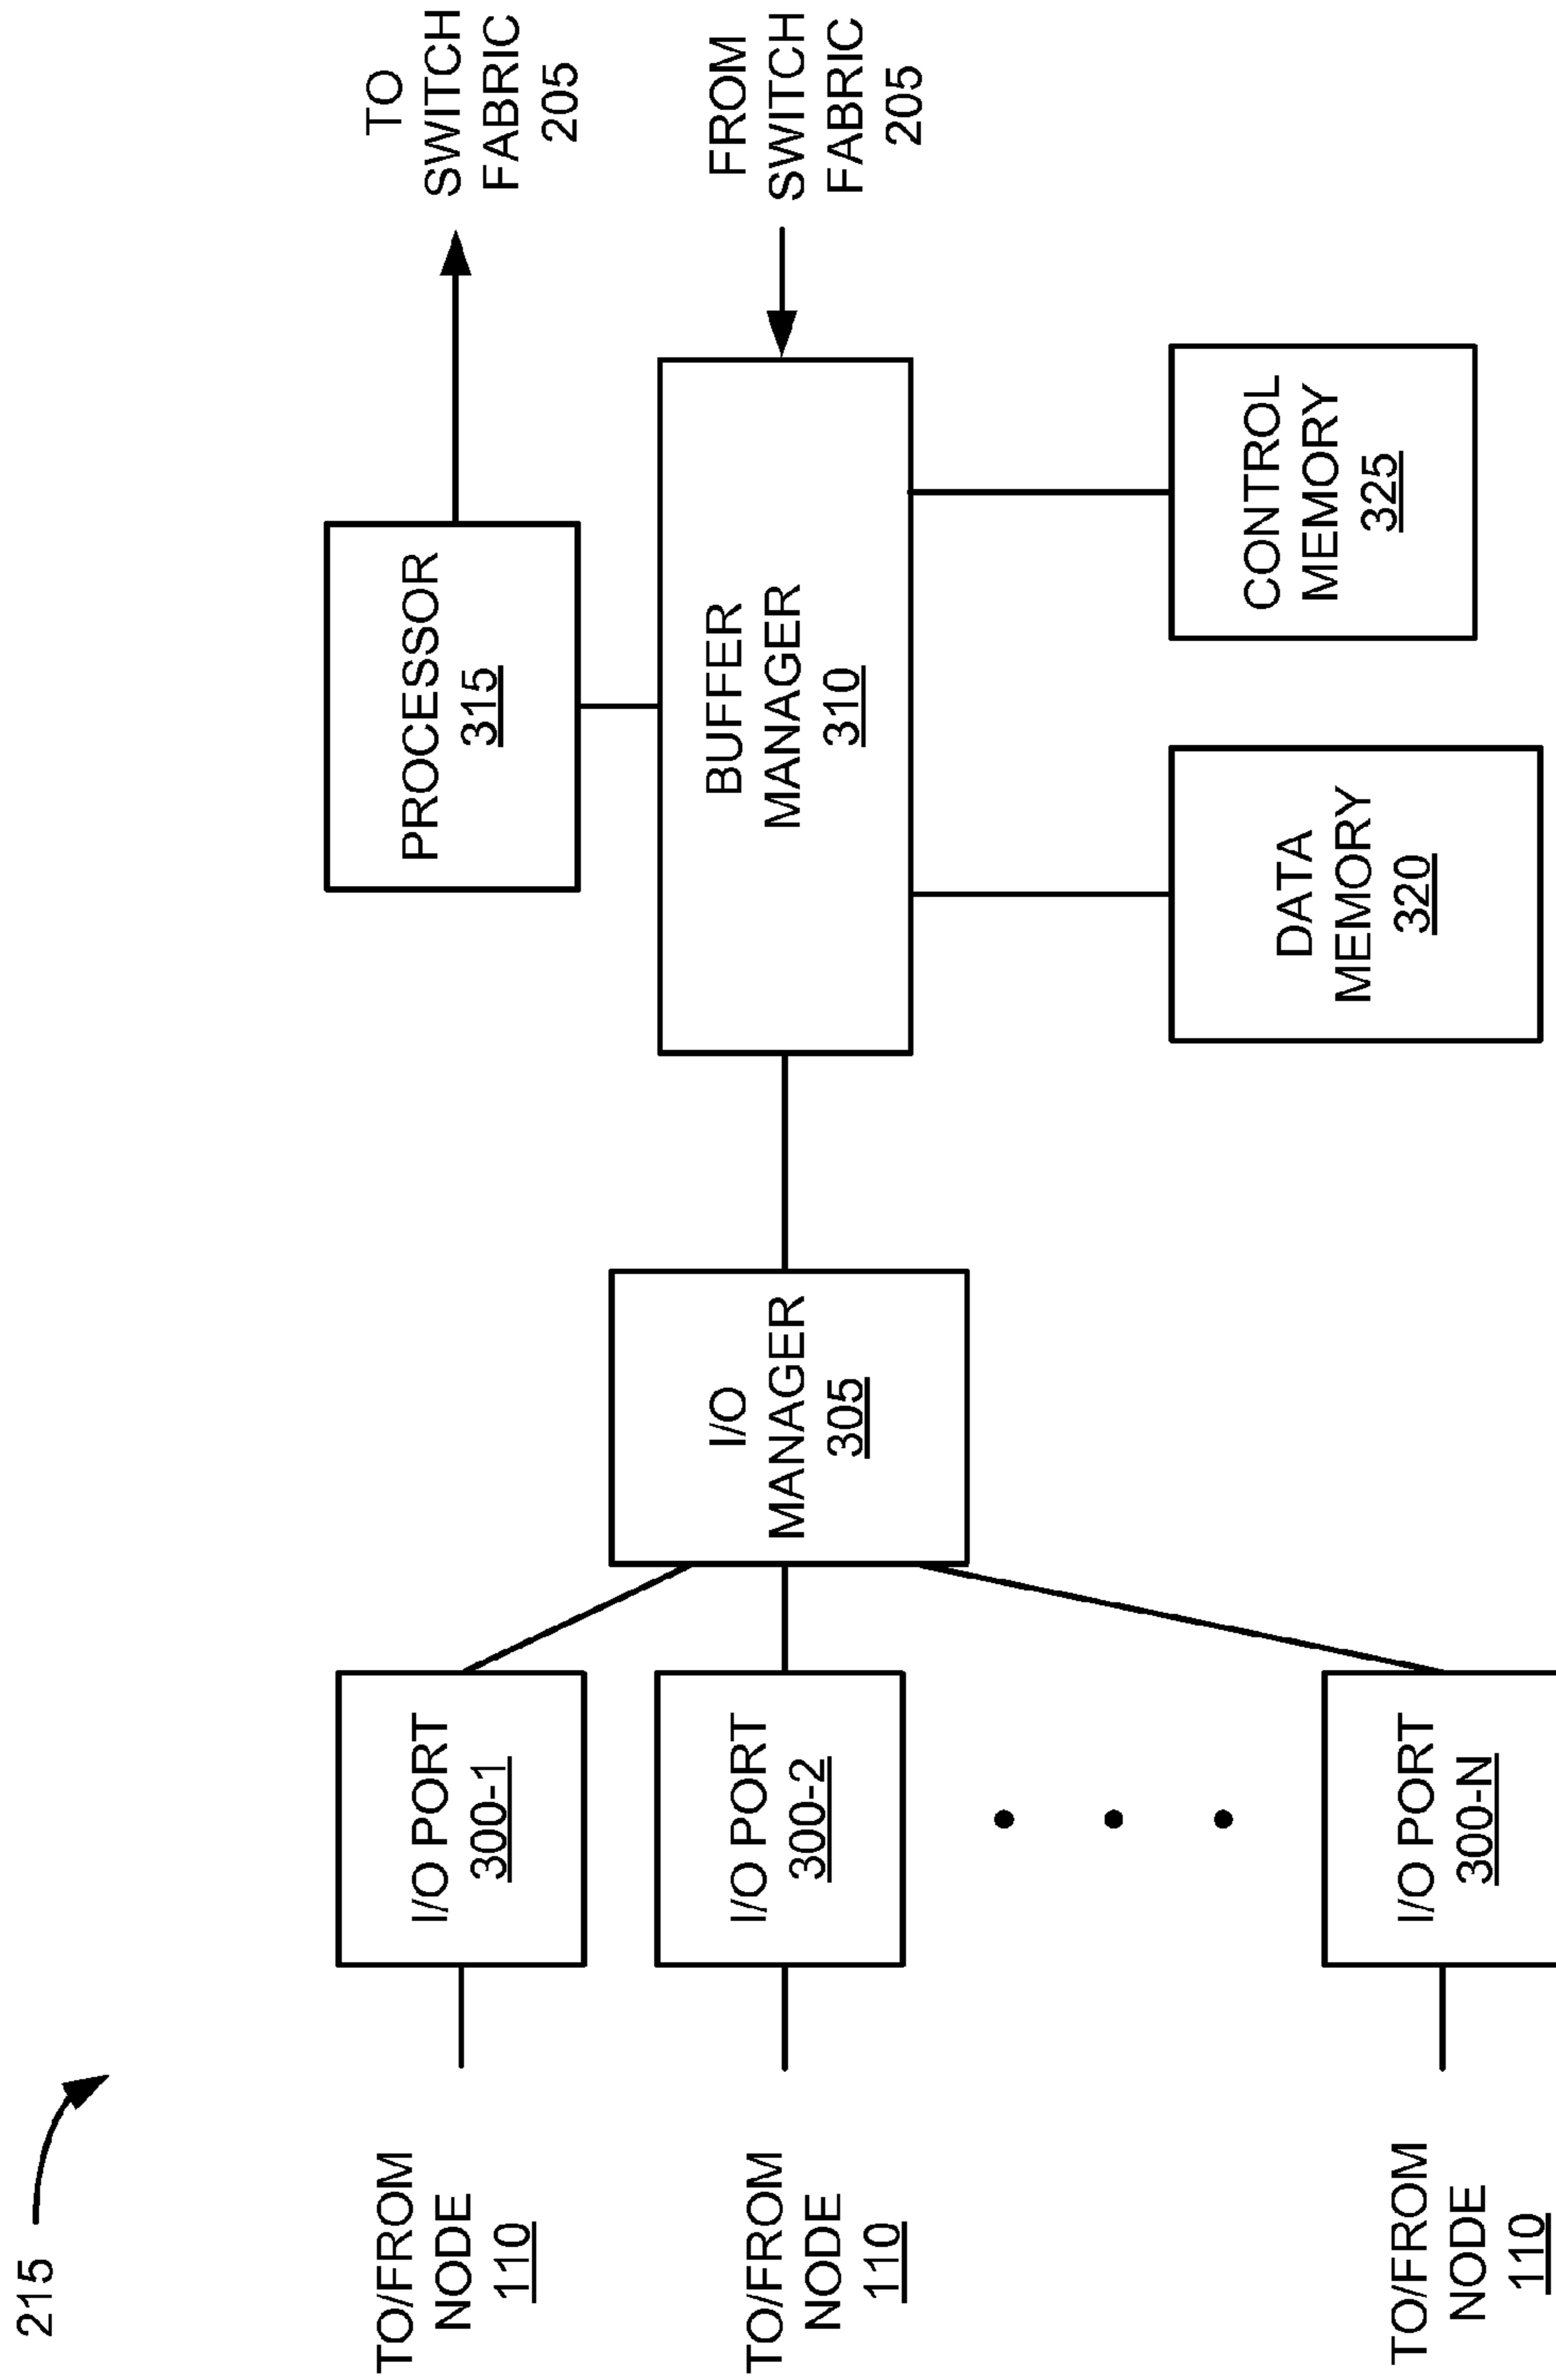 215
TO/FROM
NODE
110
TO/FROM
NODE
110
TO/FROM
NODE
110
I/O PORT
300-1
I/O PORT
300-2
I/O PORT
300-N
I/O
MANAGER
305
BUFFER
MANAGER
310
PROCESSOR
315
DATA
MEMORY
320
CONTROL
MEMORY
325
TO
SWITCH
FABRIC
205
FROM
SWITCH
FABRIC
205